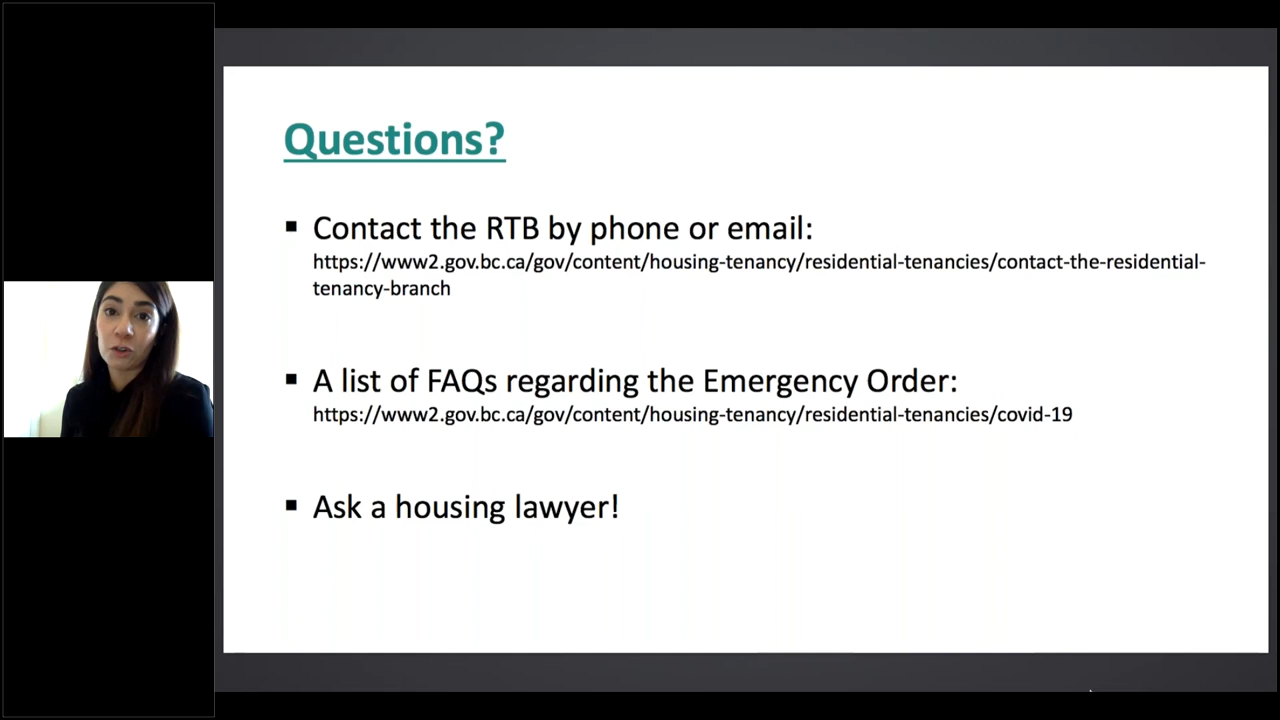 Questions?
▪ Contact the RTB by phone or email:
https://www2.gov.bc.ca/gov/content/housing-tenancy/residential-tenancies/contact-the-residential-
tenancy-branch
▪ A list of FAQs regarding the Emergency Order:
https://www2.gov.bc.ca/gov/content/housing-tenancy/residential-tenancies/covid-19
▪ Ask a housing lawyer!